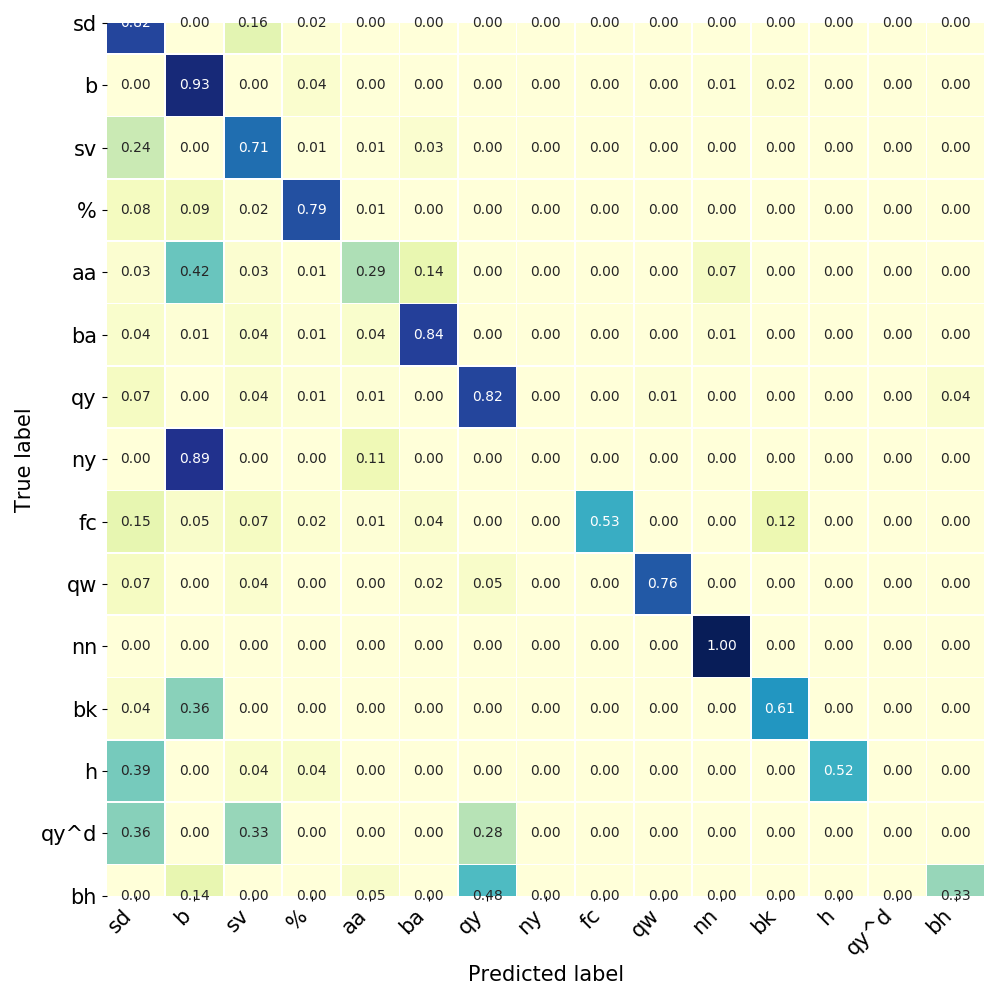 sd 0.82 0.00 0.16 0.02 0.00 0.00 0.00 0.00 0.00 0.00 0.00 0.00 0.00 0.00 0.00
b 0.00 0.93 0.00 0.04 0.00 0.00 0.00 0.00 0.00 0.00 0.01 0.02 0.00 0.00 0.00
sv 0.24 0.00 0.71 0.01 0.01 0.03 0.00 0.00 0.00 0.00 0.00 0.00 0.00 0.00 0.00
% 0.08 0.09 0.02 0.79 0.01 0.00 0.00 0.00 0.00 0.00 0.00 0.00 0.00 0.00 0.00
aa 0.03 0.42 0.03 0.01 0.29 0.14 0.00 0.00 0.00 0.00 0.07 0.00 0.00 0.00 0.00
ba 0.04 0.01 0.04 0.01 0.04 0.84 0.00 0.00 0.00 0.00 0.01 0.00 0.00 0.00 0.00
qy 0.07 0.00 0.04 0.01 0.01 0.00 0.82 0.00 0.00 0.01 0.00 0.00 0.00 0.00 0.04
ny 0.00 0.89 0.00 0.00 0.11 0.00 0.00 0.00 0.00 0.00 0.00 0.00 0.00 0.00 0.00
fc 0.15 0.05 0.07 0.02 0.01 0.04 0.00 0.00 0.53 0.00 0.00 0.12 0.00 0.00 0.00
qw 0.07 0.00 0.04 0.00 0.00 0.02 0.05 0.00 0.00 0.76 0.00 0.00 0.00 0.00 0.00
nn 0.00 0.00 0.00 0.00 0.00 0.00 0.00 0.00 0.00 0.00 1.00 0.00 0.00 0.00 0.00
bk 0.04 0.36 0.00 0.00 0.00 0.00 0.00 0.00 0.00 0.00 0.00 0.61 0.00 0.00 0.00
h 0.39 0.00 0.04 0.04 0.00 0.00 0.00 0.00 0.00 0.00 0.00 0.00 0.52 0.00 0.00
qy^d 0.36 0.00 0.33 0.00 0.00 0.00 0.28 0.00 0.00 0.00 0.00 0.00 0.00 0.00 0.00
bh 0.00 0.14 0.00 0.00 0.05 0.00 0.48 0.00 0.00 0.00 0.00 0.00 0.00 0.00 0.33
sd b sv % aa ba qy ny fc qw nn bk h qy^d bh
Predicted label
True label